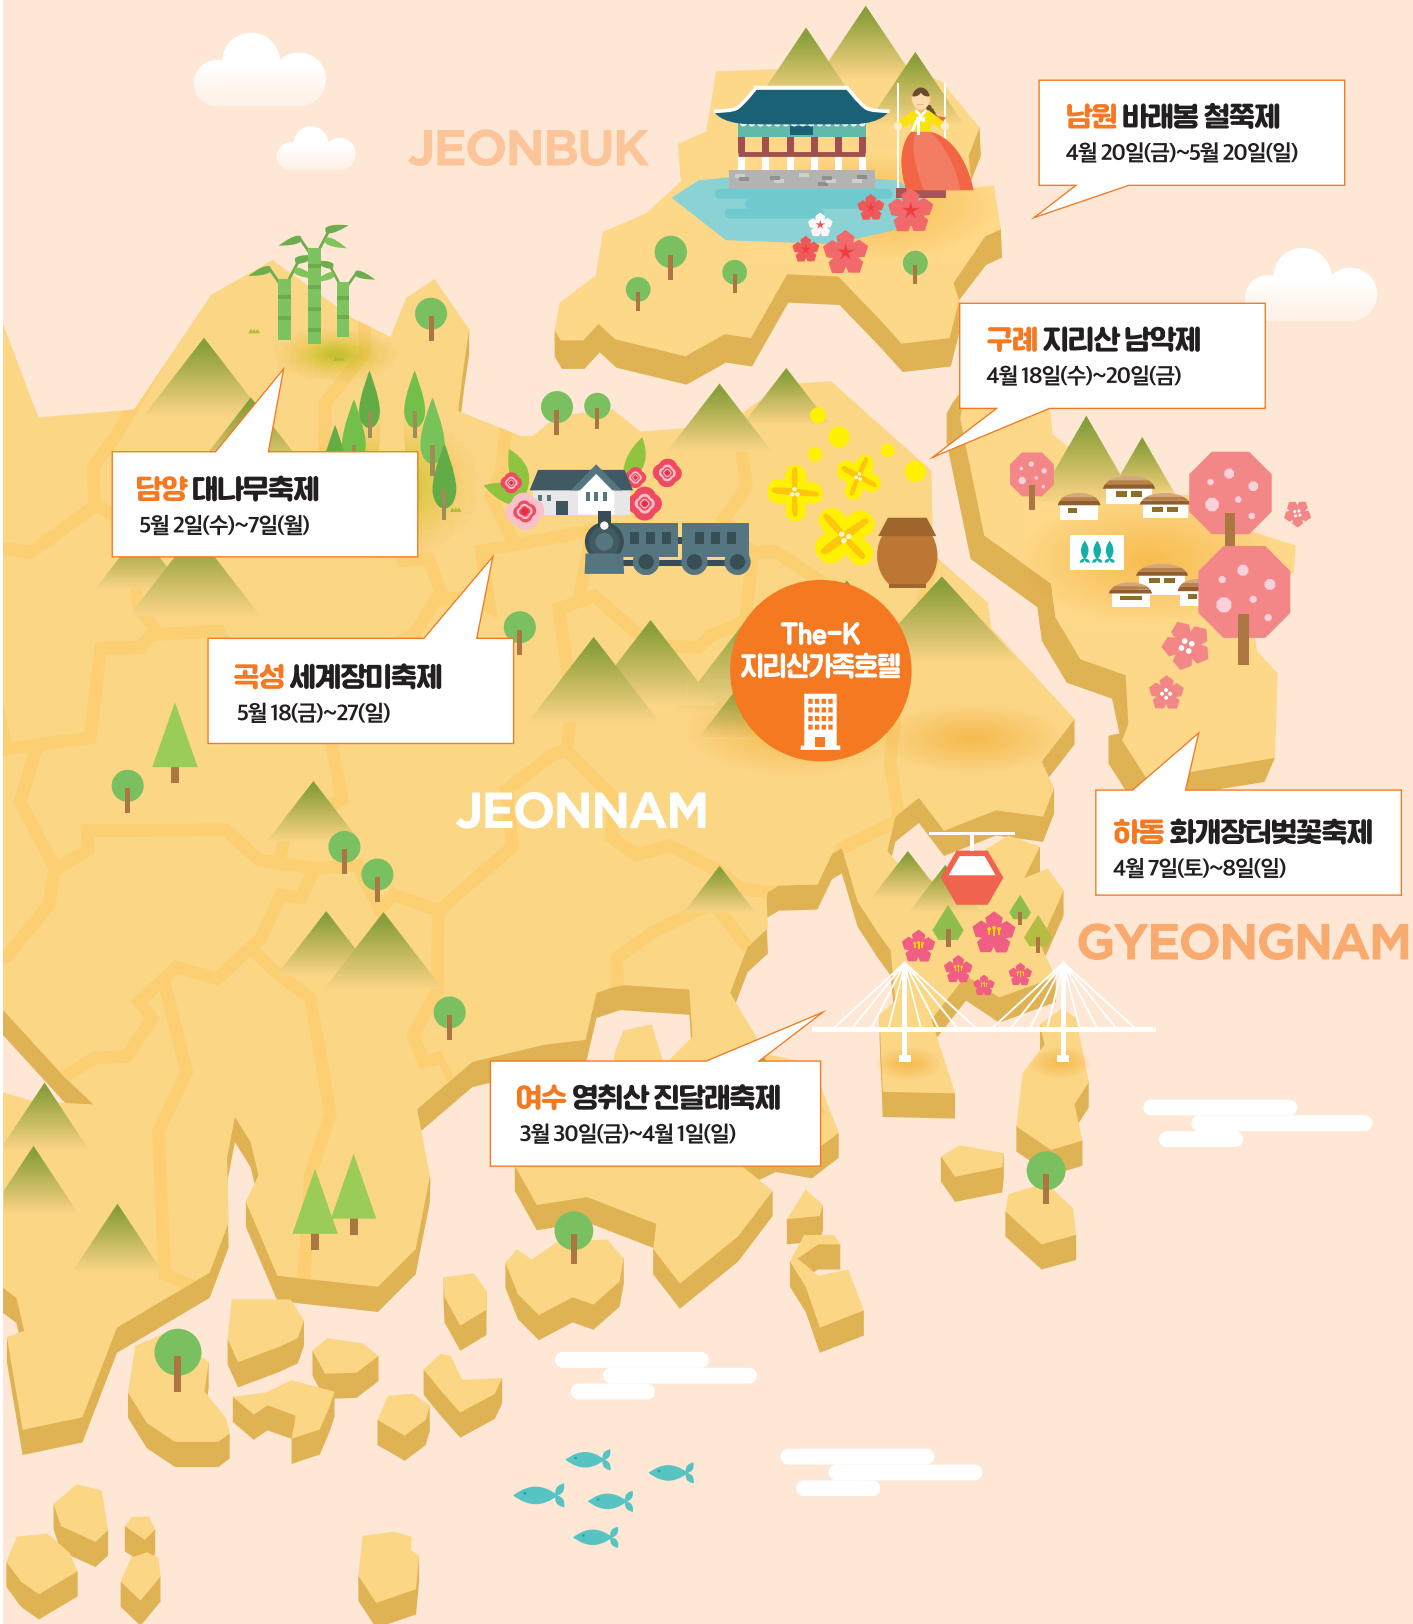 JEONBUK
남원 바래봉 철쭉제
4월 20일(금)~5월 20일(일)
구례 지리산 남악제
4월 18일(수)~20일(금)
담양 대나무축제
5월 2일(수)~7일(월)
The-K
지리산가족호텔
곡성 세계장미축제
5월 18(금)~27(일)
JEONNAM
하동 화개장터벚꽃축제
4월 7일(토)~8일(일)
GYEONGNAM
여수 영취산 진달래축제
3월 30일(금)~4월 1일(일)